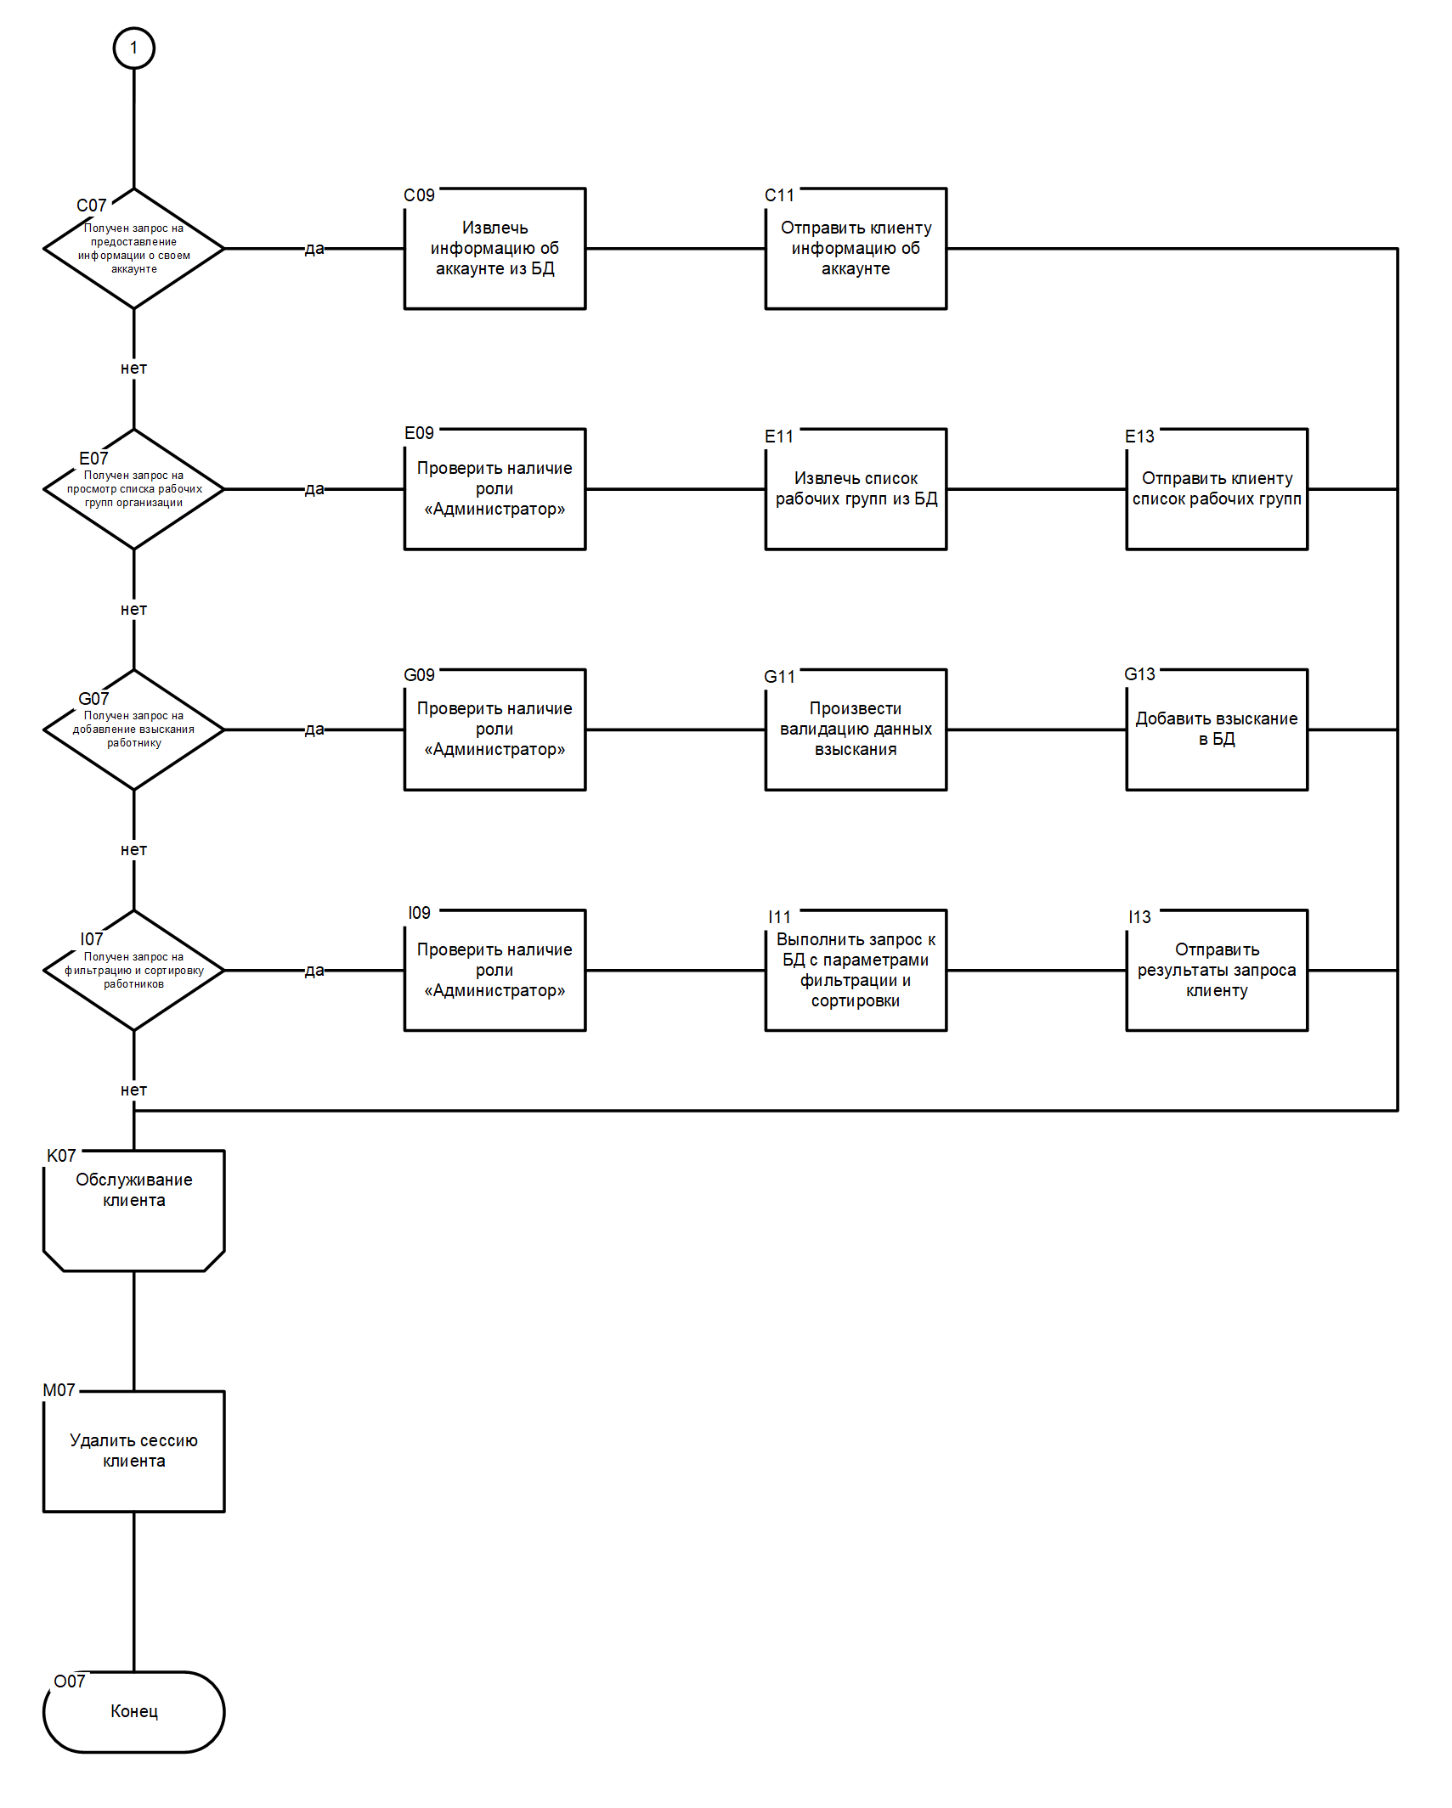 1
C07
Получен запрос на
предоставление
информации о своем
аккаунте
да
C09
Извлечь
информацию об
аккаунте из БД
C11
Отправить клиенту
информацию об
аккаунте
нет
E07
Получен запрос на
просмотр списка рабочих
групп организации
да
E09
Проверить наличие
роли
«Администратор»
E11
Извлечь список
рабочих групп из БД
E13
Отправить клиенту
список рабочих групп
нет
G07
Получен запрос на
добавление взыскания
работнику
да
G09
Проверить наличие
роли
«Администратор»
G11
Произвести
валидацию данных
взыскания
G13
Добавить взыскание
в БД
нет
I07
Получен запрос на
фильтрацию и сортировку
работников
да
I09
Проверить наличие
роли
«Администратор»
I11
Выполнить запрос к
БД с параметрами
фильтрации и
сортировки
I13
Отправить
результаты запроса
клиенту
нет
K07
Обслуживание
клиента
M07
Удалить сессию
клиента
O07
Конец